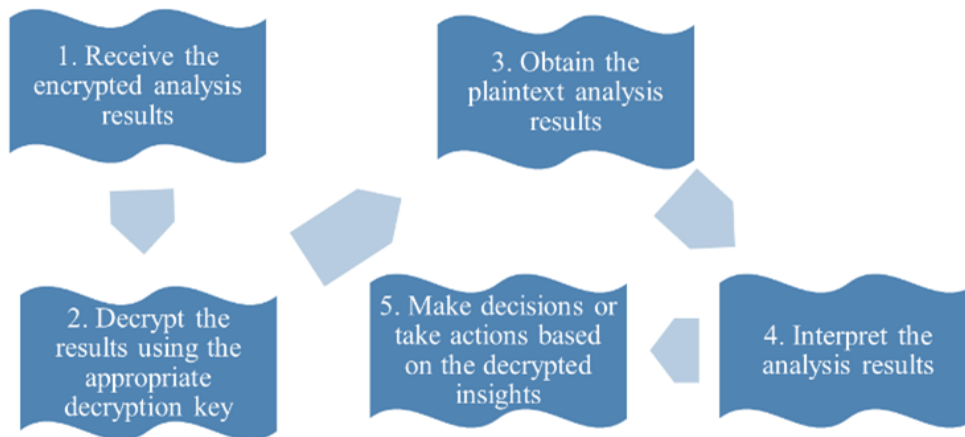 1. Receive the
encrypted analysis
results
2. Decrypt the
results using the
appropriate
decryption key
3. Obtain the
plaintext analysis
results
4. Interpret the
analysis results
5. Make decisions or
take actions based
on the decrypted
insights